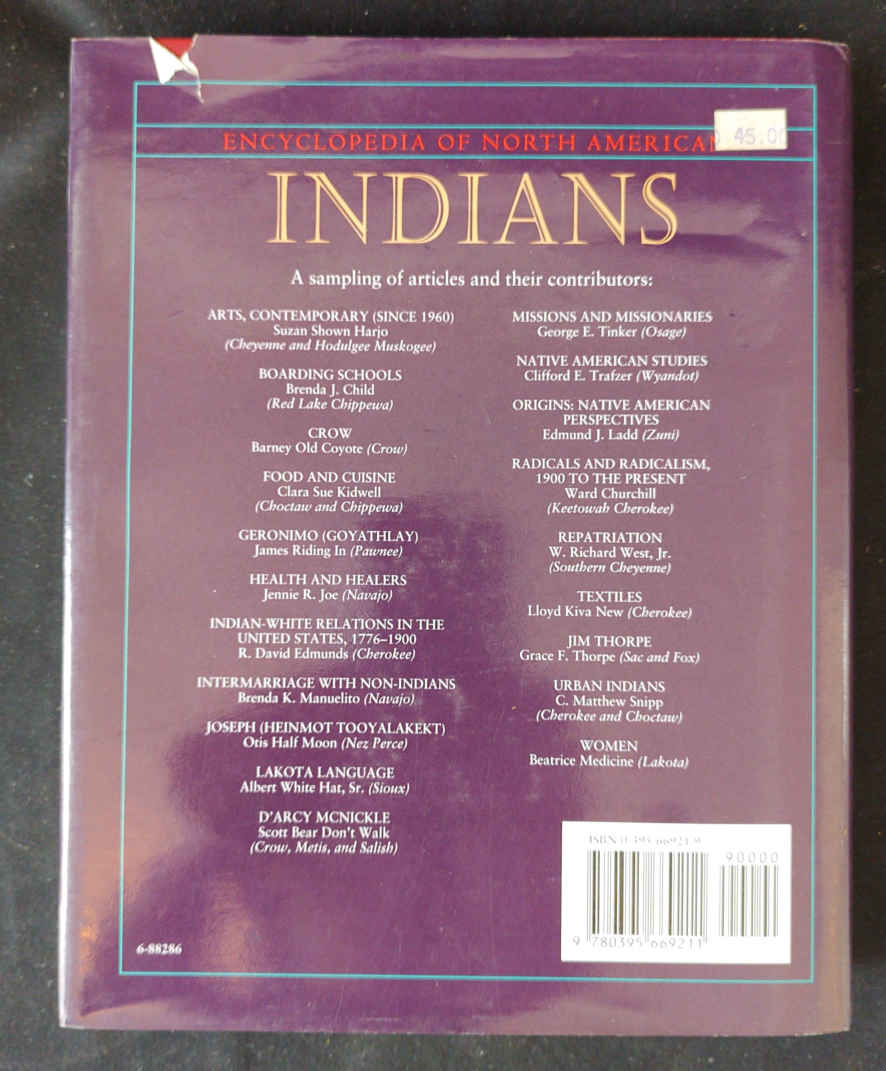 ENCYCLOPEDIA OF NORTH AMERICAN
45.00
INDIANS
A sampling of articles and their contributors:
ARTS, CONTEMPORARY (SINCE 1960)
Suzan Shown Harjo
(Cheyenne and Hodulgee Muskogee)
BOARDING SCHOOLS
Brenda J. Child
(Red Lake Chippewa)
CROW
Barney Old Coyote (Crow)
FOOD AND CUISINE
Clara Sue Kidwell
(Choctaw and Chippewa)
GERONIMO (GOYATHLAY)
James Riding In (Pawnee)
HEALTH AND HEALERS
Jennie R. Joe (Navajo)
INDIAN-WHITE RELATIONS IN THE
UNITED STATES, 1776–1900
R. David Edmunds (Cherokee)
INTERMARRIAGE WITH NON-INDIANS
Brenda K. Manuelito (Navajo)
JOSEPH (HEINMOT TOOYALAKEKT)
Otis Half Moon (Nez Perce)
LAKOTA LANGUAGE
Albert White Hat, Sr. (Sioux)
D'ARCY MCNICKLE
Scott Bear Don't Walk
(Crow, Metis, and Salish)
MISSIONS AND MISSIONARIES
George E. Tinker (Osage)
NATIVE AMERICAN STUDIES
Clifford E. Trafzer (Wyandot)
ORIGINS: NATIVE AMERICAN
PERSPECTIVES
Edmund J. Ladd (Zuni)
RADICALS AND RADICALISM,
1900 TO THE PRESENT
Ward Churchill
(Keetowah Cherokee)
REPATRIATION
W. Richard West, Jr.
(Southern Cheyenne)
TEXTILES
Lloyd Kiva New (Cherokee)
JIM THORPE
Grace F. Thorpe (Sac and Fox)
URBAN INDIANS
C. Matthew Snipp
(Cherokee and Choctaw)
WOMEN
Beatrice Medicine (Lakota)
6-88286
ISBN 0-395-66921-9
90000
9 780395 669211